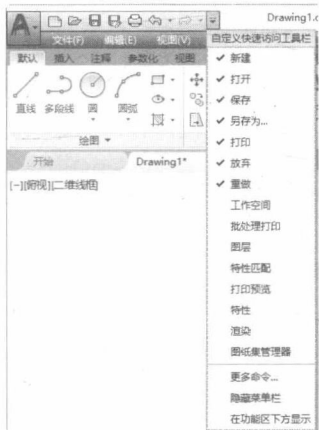 A
Drawing1.d
文件(F) 编辑(E) 视图(V)
默认 插入 注释 参数化 视图
直线 多段线 圆 圆弧
绘图
开始 Drawing1*
[-][俯视][二维线框]
自定义快速访问工具栏
新建
打开
保存
另存为...
打印
放弃
重做
工作空间
批处理打印
图层
特性匹配
打印预览
特性
渲染
图纸集管理器
更多命令...
隐藏菜单栏
在功能区下方显示